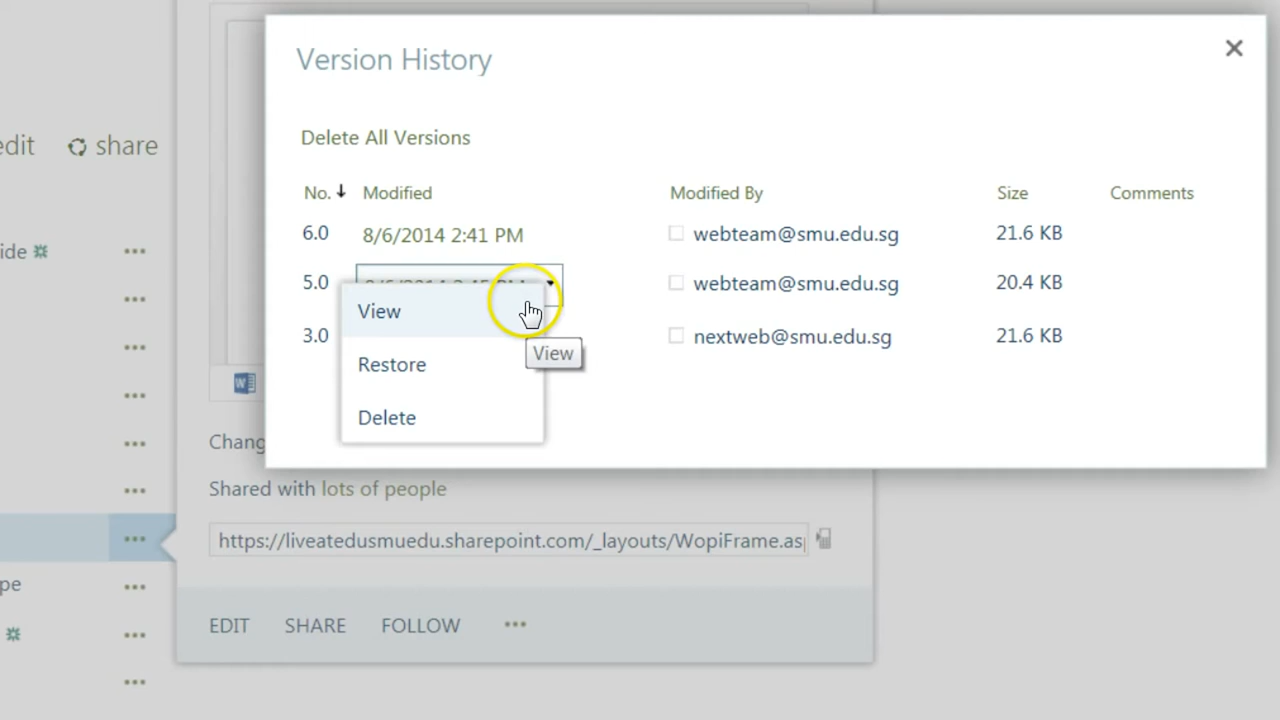 Version History
Delete All Versions
No. Modified Modified By Size Comments
6.0 8/6/2014 2:41 PM webteam@smu.edu.sg 21.6 KB
5.0 webteam@smu.edu.sg 20.4 KB
3.0 nextweb@smu.edu.sg 21.6 KB
View
View
Restore
Delete
edit share
ide
Chang
Shared with lots of people
https://liveatedusmuedu.sharepoint.com/_layouts/WopiFrame.asp
pe
EDIT SHARE FOLLOW